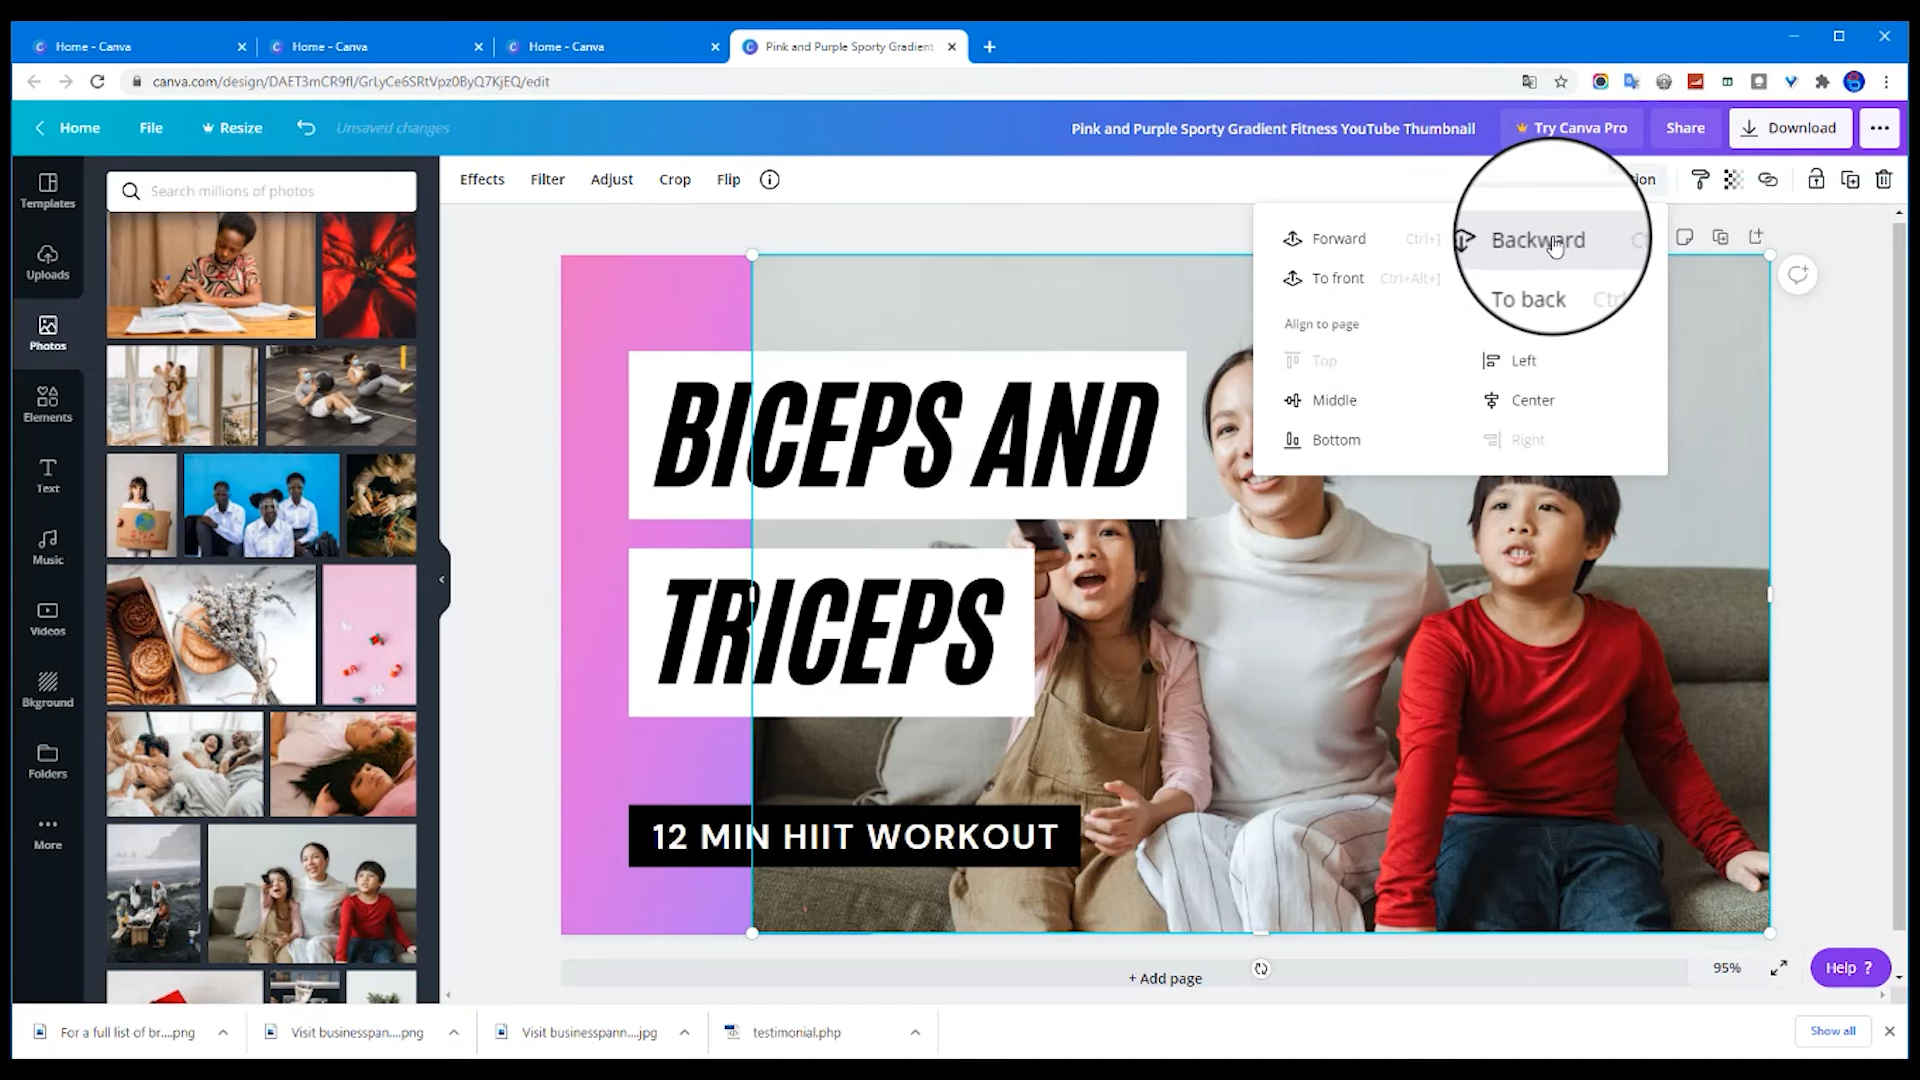 Home - Canva
Home - Canva
Home - Canva
Pink and Purple Sporty Gradient
canva.com/design/DAET3mCR9fI/GrLyCe6SRtVpz0ByQ7KjEQ/edit
Home
File
Resize
Unsaved changes
Pink and Purple Sporty Gradient Fitness YouTube Thumbnail
Try Canva Pro
Share
Download
Templates
Uploads
Photos
Elements
Text
Music
Videos
Bkground
Folders
More
Search millions of photos
Effects
Filter
Adjust
Crop
Flip
Forward Ctrl+]
Backward
To front Ctrl+Alt+]
To back
Align to page
Top
Left
Middle
Center
Bottom
Right
BICEPS AND
TRICEPS
12 MIN HIIT WORKOUT
+ Add page
95%
Help ?
For a full list of br....png
Visit businesspan....png
Visit businesspann....jpg
testimonial.php
Show all